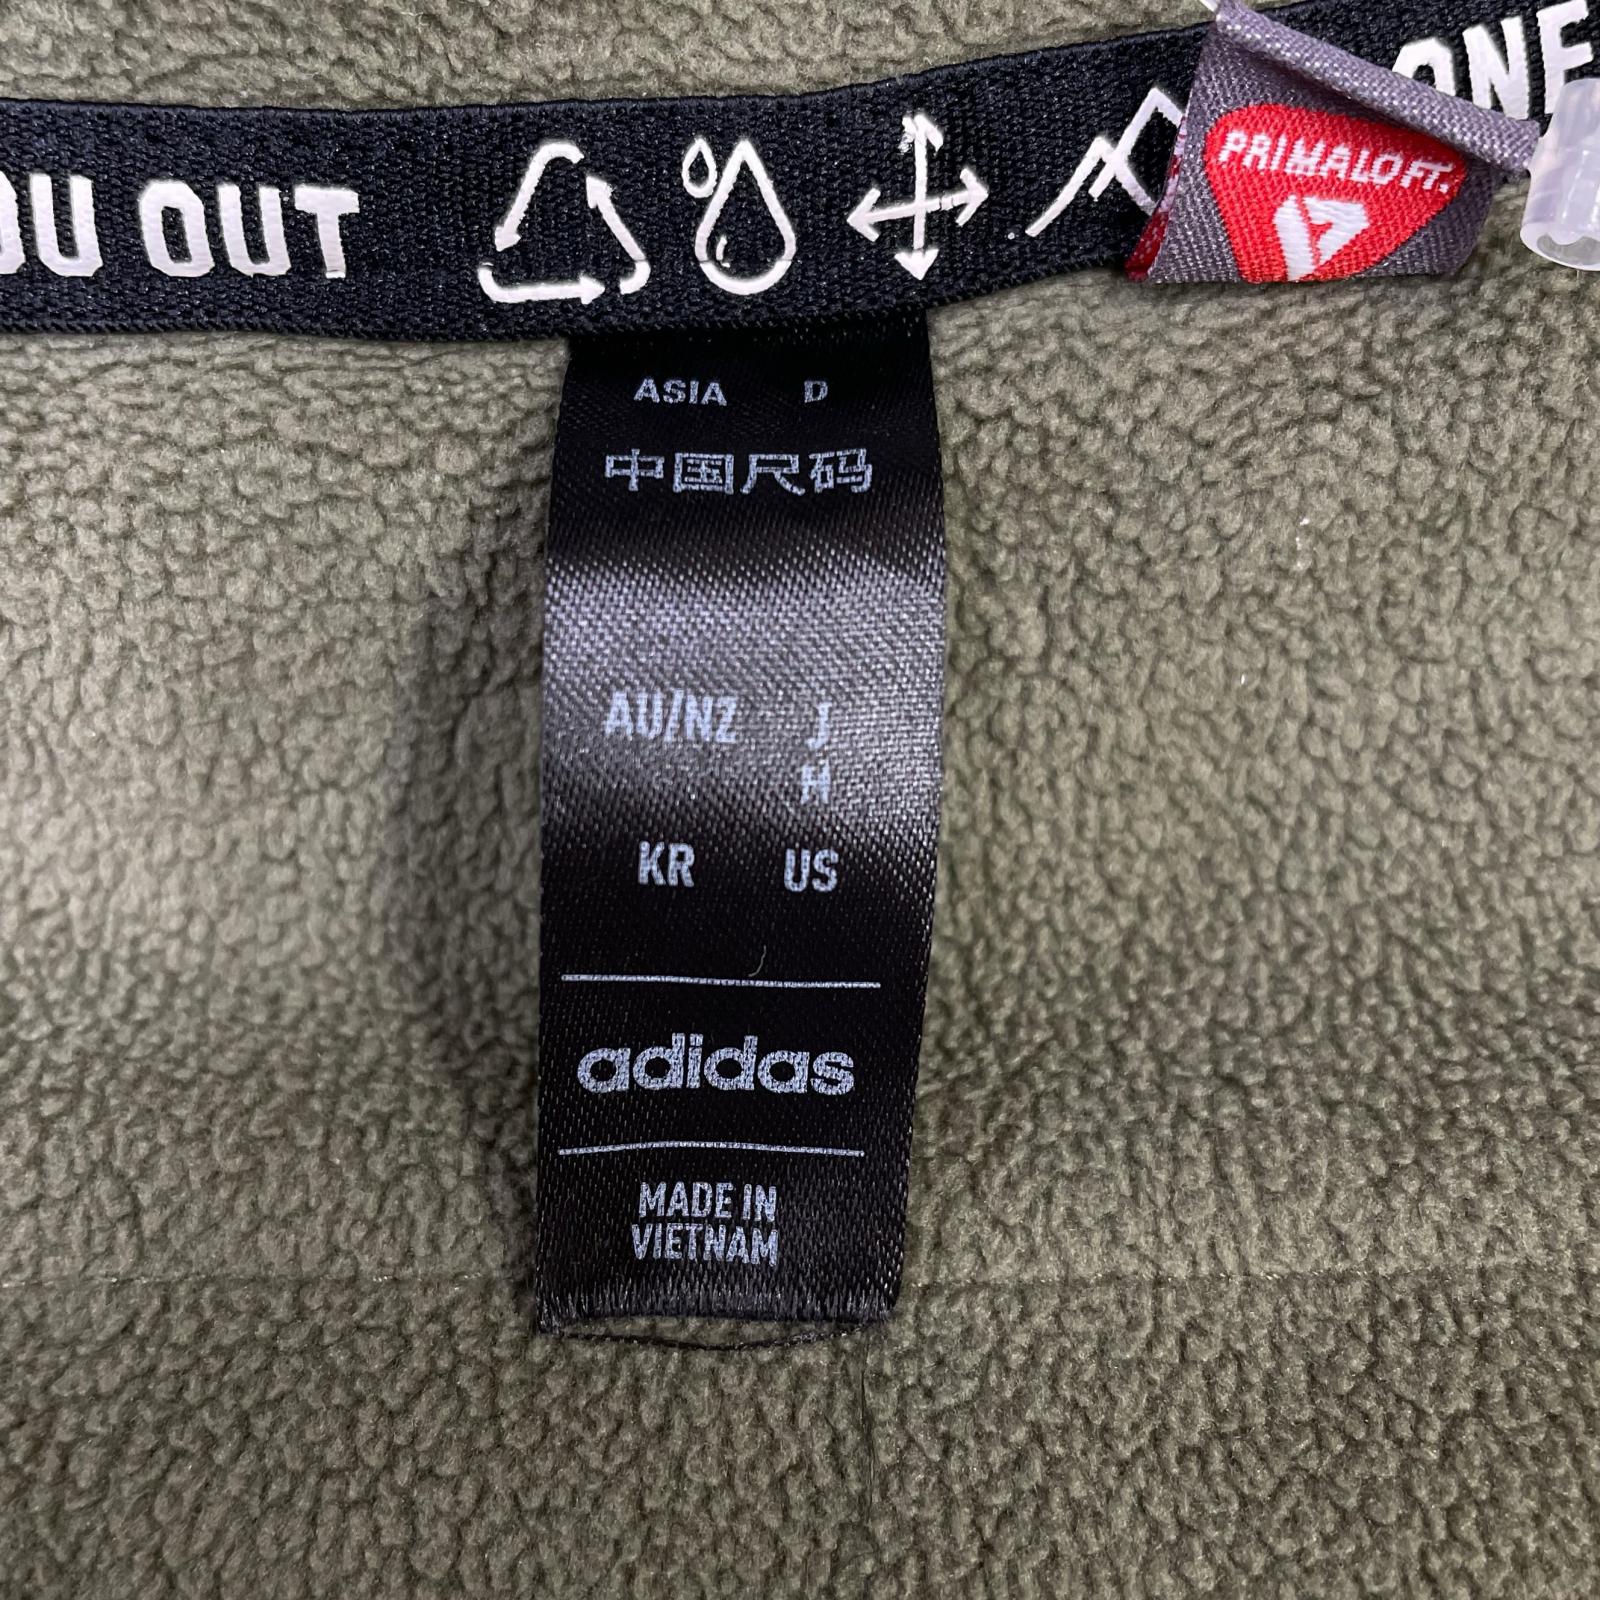 OU OUT
ONE
PRIMALOFT.
ASIA D
中国尺码
AU/NZ J
H
KR US
adidas
MADE IN
VIETNAM